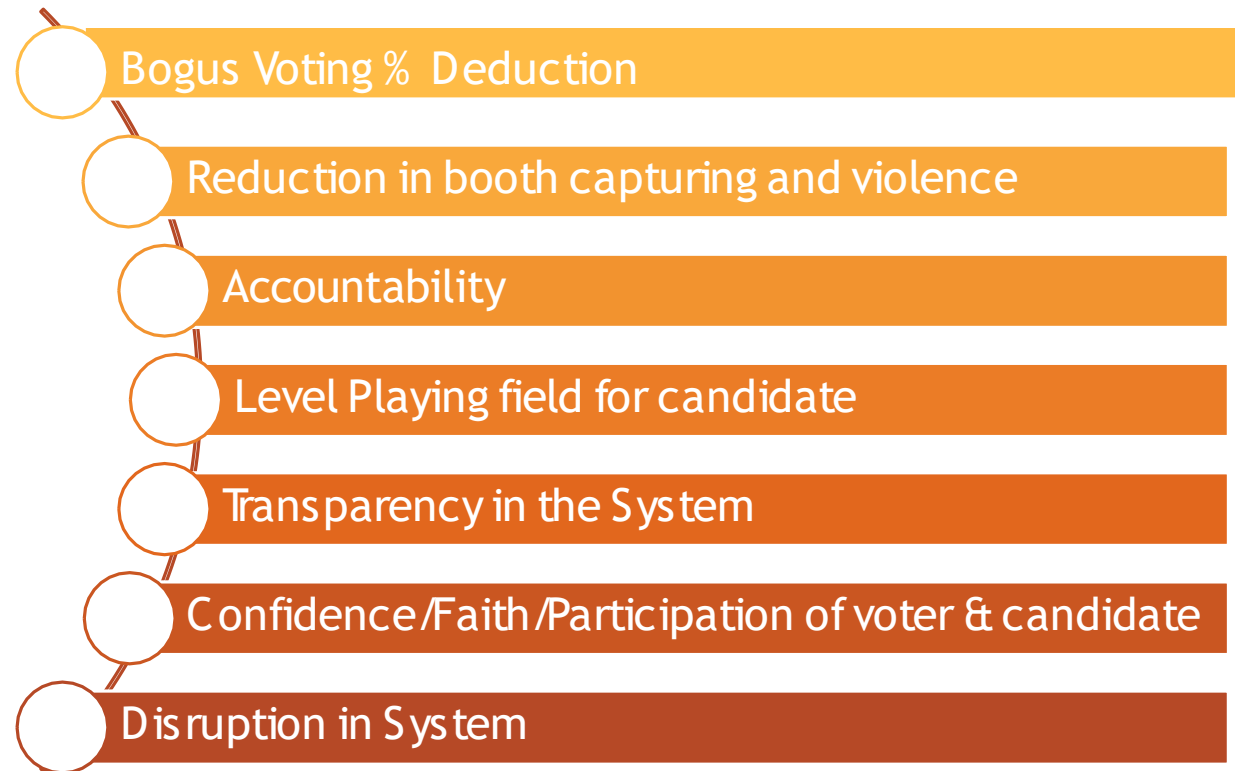 Bogus Voting % Deduction
Reduction in booth capturing and violence
Accountability
Level Playing field for candidate
Transparency in the System
Confidence/Faith/Participation of voter & candidate
Disruption in System